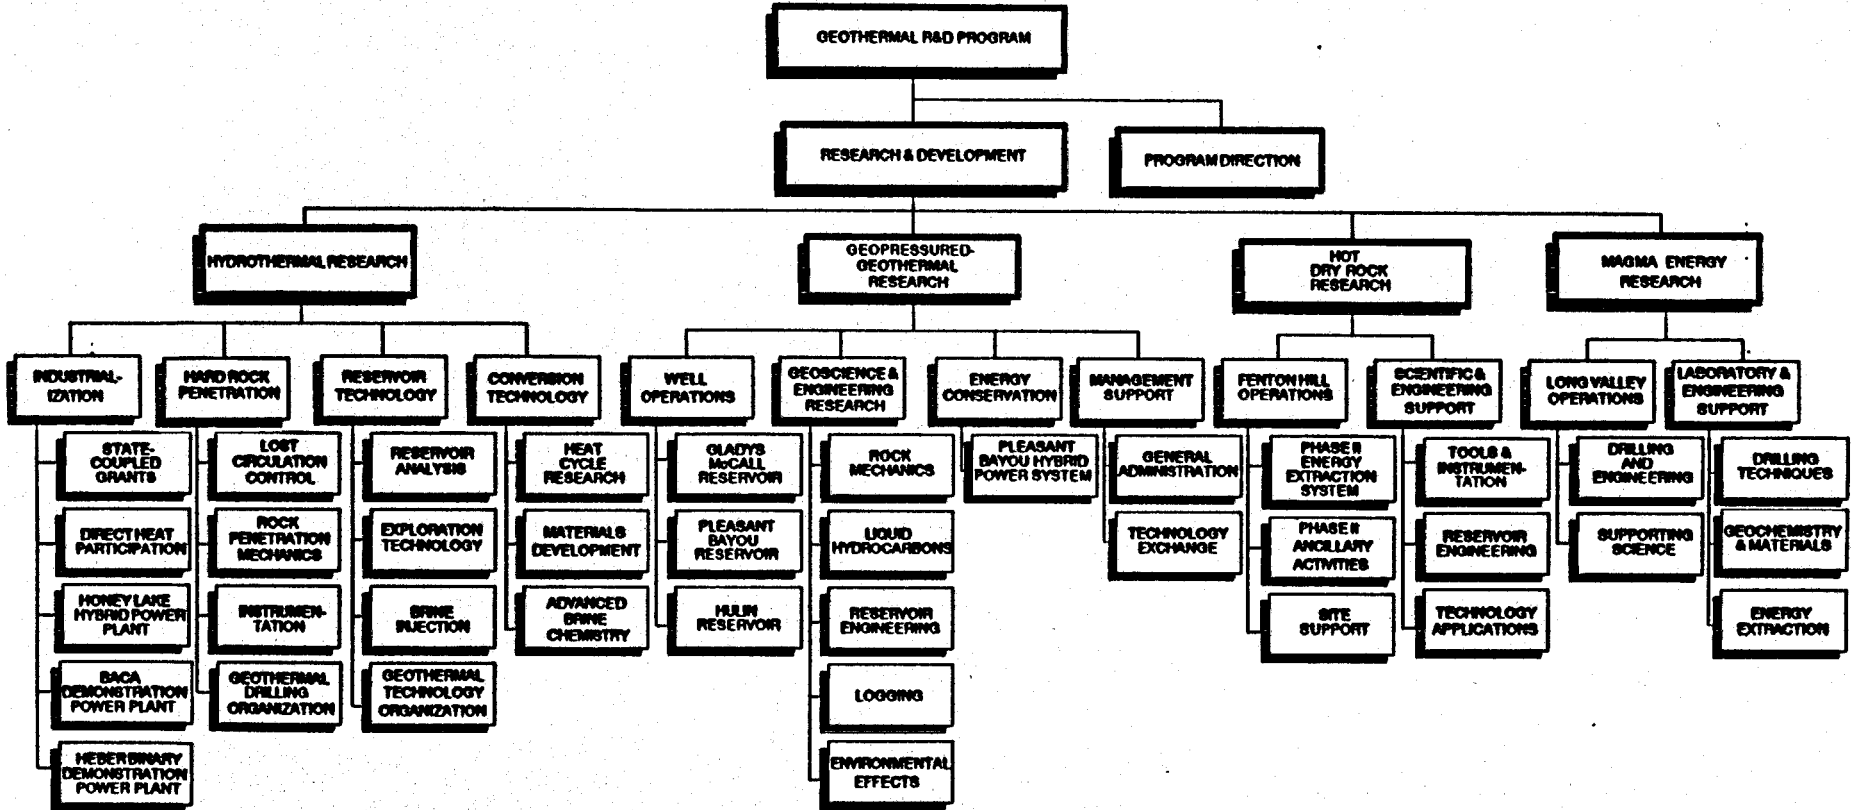 GEOTHERMAL R&D PROGRAM
RESEARCH & DEVELOPMENT
PROGRAM DIRECTION
HYDROTHERMAL RESEARCH
GEOPRESSURED-
GEOTHERMAL
RESEARCH
HOT
DRY ROCK
RESEARCH
MAGMA ENERGY
RESEARCH
INDUSTRIAL-
IZATION
HARD ROCK
PENETRATION
RESERVOIR
TECHNOLOGY
CONVERSION
TECHNOLOGY
WELL
OPERATIONS
GEOSCIENCE &
ENGINEERING
RESEARCH
ENERGY
CONSERVATION
MANAGEMENT
SUPPORT
FENTON HILL
OPERATIONS
SCIENTIFIC &
ENGINEERING
SUPPORT
LONG VALLEY
OPERATIONS
LABORATORY &
ENGINEERING
SUPPORT
STATE-
COUPLED
GRANTS
DIRECT HEAT
PARTICIPATION
HONEY LAKE
HYBRID POWER
PLANT
BACA
DEMONSTRATION
POWER PLANT
HEBER BINARY
DEMONSTRATION
POWER PLANT
LOST
CIRCULATION
CONTROL
ROCK
PENETRATION
MECHANICS
INSTRUMEN-
TATION
GEOTHERMAL
DRILLING
ORGANIZATION
RESERVOIR
ANALYSIS
EXPLORATION
TECHNOLOGY
BRINE
INJECTION
GEOTHERMAL
TECHNOLOGY
ORGANIZATION
HEAT
CYCLE
RESEARCH
MATERIALS
DEVELOPMENT
ADVANCED
BRINE
CHEMISTRY
GLADYS
McCALL
RESERVOIR
PLEASANT
BAYOU
RESERVOIR
HULIN
RESERVOIR
ROCK
MECHANICS
LIQUID
HYDROCARBONS
RESERVOIR
ENGINEERING
LOGGING
ENVIRONMENTAL
EFFECTS
PLEASANT
BAYOU HYBRID
POWER SYSTEM
GENERAL
ADMINISTRATION
TECHNOLOGY
EXCHANGE
PHASE II
ENERGY
EXTRACTION
SYSTEM
PHASE II
ANCILLARY
ACTIVITIES
SITE
SUPPORT
TOOLS &
INSTRUMEN-
TATION
RESERVOIR
ENGINEERING
TECHNOLOGY
APPLICATIONS
DRILLING
AND
ENGINEERING
SUPPORTING
SCIENCE
DRILLING
TECHNIQUES
GEOCHEMISTRY
& MATERIALS
ENERGY
EXTRACTION